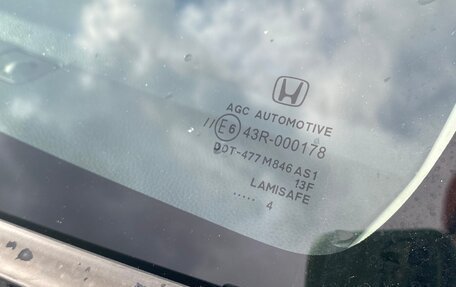 AGC AUTOMOTIVE
// E6 43R-000178
DOT-477 M846 AS1
13F
LAMISAFE
..... 4